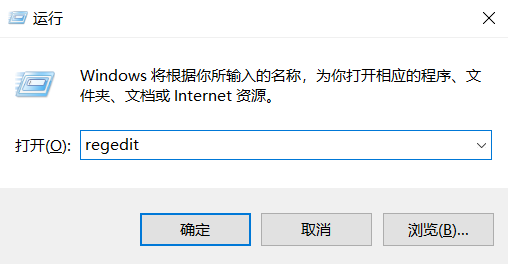 运行
Windows 将根据你所输入的名称，为你打开相应的程序、文
件夹、文档或 Internet 资源。
打开(O): regedit
确定 取消 浏览(B)...